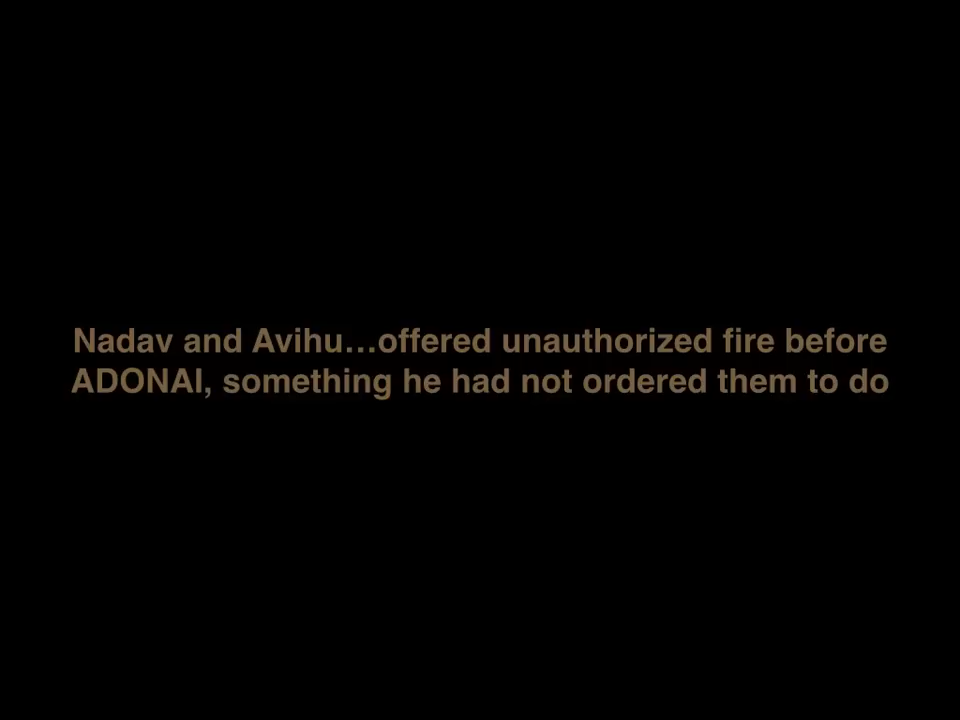 Nadav and Avihu…offered unauthorized fire before
ADONAI, something he had not ordered them to do